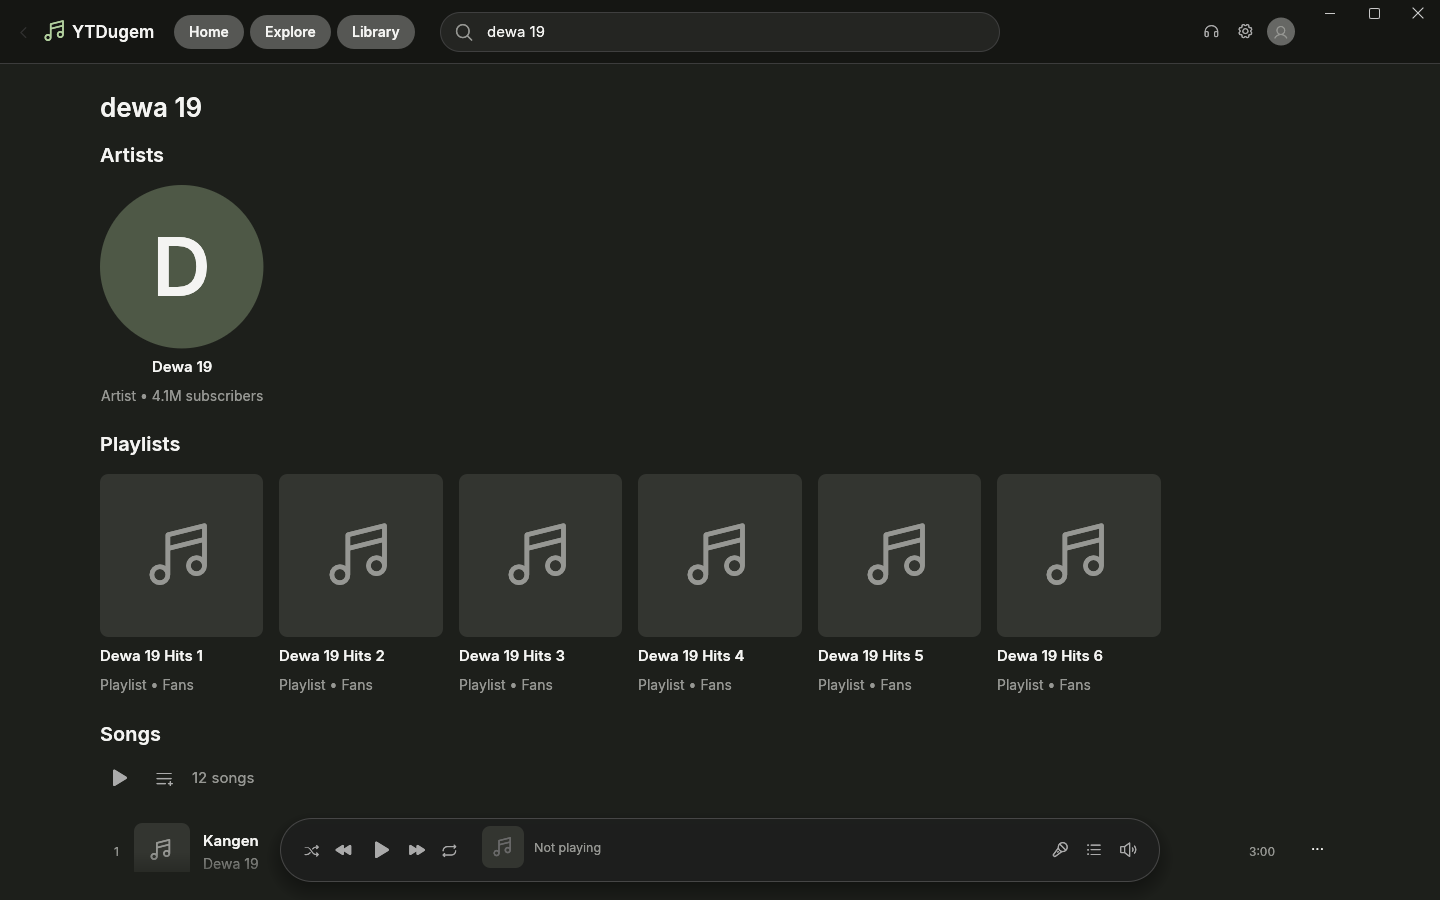 YTDugem
Home
Explore
Library
dewa 19
dewa 19
Artists
D
Dewa 19
Artist • 4.1M subscribers
Playlists
Dewa 19 Hits 1
Playlist • Fans
Dewa 19 Hits 2
Playlist • Fans
Dewa 19 Hits 3
Playlist • Fans
Dewa 19 Hits 4
Playlist • Fans
Dewa 19 Hits 5
Playlist • Fans
Dewa 19 Hits 6
Playlist • Fans
Songs
12 songs
1
Kangen
Dewa 19
3:00
Not playing